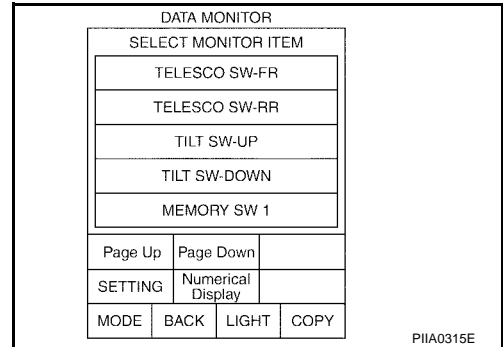 DATA MONITOR
SELECT MONITOR ITEM
TELESCO SW-FR
TELESCO SW-RR
TILT SW-UP
TILT SW-DOWN
MEMORY SW 1
Page Up Page Down
SETTING Numerical Display
MODE BACK LIGHT COPY
PIIA0315E